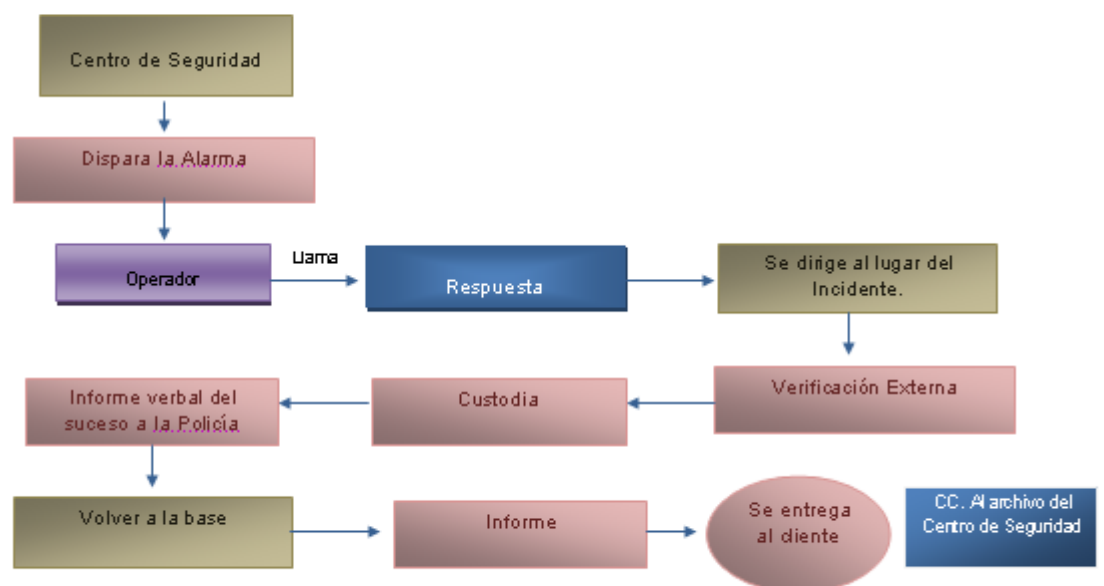 Centro de Seguridad
Dispara la Alarma
Operador
Llama
Respuesta
Se dirige al lugar del
Incidente.
Verificación Externa
Custodia
Informe verbal del
suceso a la Policía
Volver a la base
Informe
Se entrega
al cliente
CC. Al archivo del
Centro de Seguridad